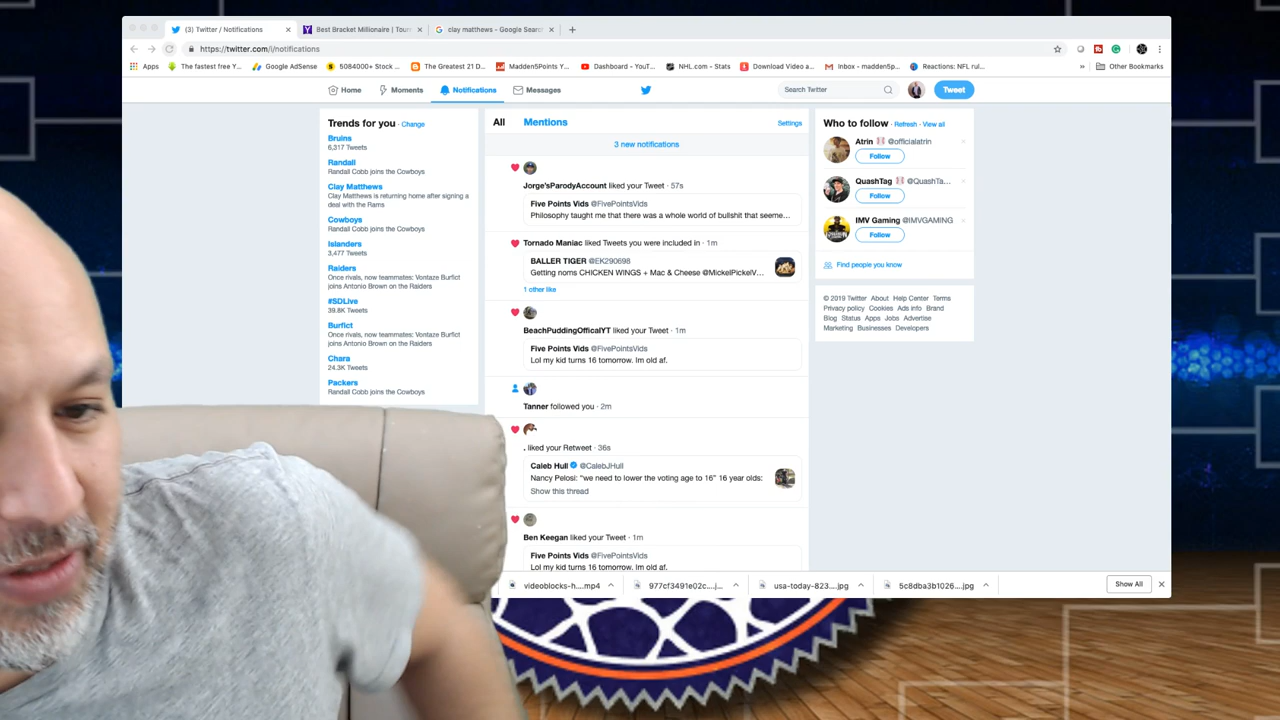 (3) Twitter / Notifications
Best Bracket Millionaire | Tour
clay matthews - Google Searc
https://twitter.com/i/notifications
Apps
The fastest free Y...
Google AdSense
5084000+ Stock ...
The Greatest 21 D...
Madden5Points Y...
Dashboard - YouT...
NHL.com - Stats
Download Video a...
Inbox - madden5p...
Reactions: NFL rul...
»
Other Bookmarks
Home
Moments
Notifications
Messages
Search Twitter
Tweet
Trends for you · Change
Bruins
6,317 Tweets
Randall
Randall Cobb joins the Cowboys
Clay Matthews
Clay Matthews is returning home after signing a
deal with the Rams
Cowboys
Randall Cobb joins the Cowboys
Islanders
3,477 Tweets
Raiders
Once rivals, now teammates: Vontaze Burfict
joins Antonio Brown on the Raiders
#SDLive
39.8K Tweets
Burfict
Once rivals, now teammates: Vontaze Burfict
joins Antonio Brown on the Raiders
Chara
24.3K Tweets
Packers
Randall Cobb joins the Cowboys
All
Mentions
Settings
3 new notifications
Jorge'sParodyAccount liked your Tweet · 57s
Five Points Vids @FivePointsVids
Philosophy taught me that there was a whole world of bullshit that seeme...
Tornado Maniac liked Tweets you were included in · 1m
BALLER TIGER @EK290698
Getting noms CHICKEN WINGS + Mac & Cheese @MickelPickelV...
1 other like
BeachPuddingOfficalYT liked your Tweet · 1m
Five Points Vids @FivePointsVids
Lol my kid turns 16 tomorrow. Im old af.
Tanner followed you · 2m
. liked your Retweet · 36s
Caleb Hull @CalebJHull
Nancy Pelosi: "we need to lower the voting age to 16" 16 year olds:
Show this thread
Ben Keegan liked your Tweet · 1m
Five Points Vids @FivePointsVids
Lol my kid turns 16 tomorrow. Im old af.
Who to follow · Refresh · View all
Atrin @officialatrin
Follow
QuashTag @QuashTa...
Follow
IMV Gaming @IMVGAMING
Follow
Find people you know
© 2019 Twitter About Help Center Terms
Privacy policy Cookies Ads info Brand
Blog Status Apps Jobs Advertise
Marketing Businesses Developers
videoblocks-h....mp4
977cf3491e02c....j...
usa-today-823....jpg
5c8dba3b1026....jpg
Show All